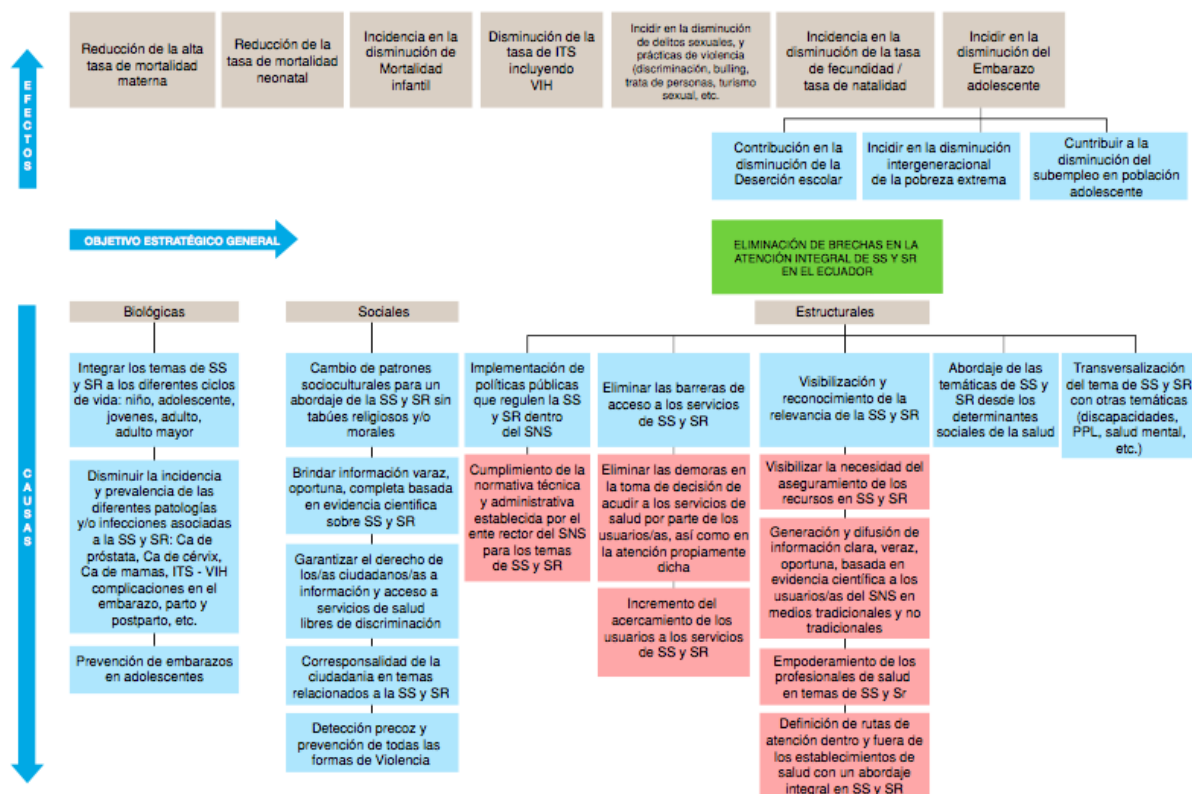 Reducción de la alta
tasa de mortalidad
materna
Reducción de la
tasa de mortalidad
neonatal
Incidencia en la
disminución de
Mortalidad
infantil
Disminución de la
tasa de ITS
incluyendo
VIH
Incidir en la disminución
de delitos sexuales, y
prácticas de violencia
(discriminación, bulling,
trata de personas, turismo
sexual, etc.
Incidencia en la
disminución de la tasa
de fecundidad /
tasa de natalidad
Incidir en la
disminución del
Embarazo
adolescente
EFECTOS
Contribución en la
disminución de la
Deserción escolar
Incidir en la disminución
intergeneracional
de la pobreza extrema
Cuntribuir a la
disminución del
subempleo en población
adolescente
OBJETIVO ESTRATÉGICO GENERAL
ELIMINACIÓN DE BRECHAS EN LA
ATENCIÓN INTEGRAL DE SS Y SR
EN EL ECUADOR
CAUSAS
Biológicas
Integrar los temas de SS
y SR a los diferentes ciclos
de vida: niño, adolescente,
jovenes, adulto,
adulto mayor
Disminuir la incidencia
y prevalencia de las
diferentes patologías
y/o infecciones asociadas
a la SS y SR: Ca de
próstata, Ca de cérvix,
Ca de mamas, ITS - VIH
complicaciones en el
embarazo, parto y
postparto, etc.
Prevención de embarazos
en adolescentes
Sociales
Cambio de patrones
socioculturales para un
abordaje de la SS y SR sin
tabúes religiosos y/o
morales
Brindar información varaz,
oportuna, completa basada
en evidencia científica
sobre SS y SR
Garantizar el derecho de
los/as ciudadanos/as a
información y acceso a
servicios de salud
libres de discriminación
Corresponsalidad de la
ciudadania en temas
relacionados a la SS y SR
Detección precoz y
prevención de todas las
formas de Violencia
Estructurales
Implementación de
políticas públicas
que regulen la SS
y SR dentro
del SNS
Cumplimiento de la
normativa técnica
y administrativa
establecida por el
ente rector del SNS
para los temas
de SS y SR
Eliminar las barreras de
acceso a los servicios
de SS y SR
Eliminar las demoras en
la toma de decisión de
acudir a los servicios de
salud por parte de los
usuarios/as, así como en
la atención propiamente
dicha
Incremento del
acercamiento de los
usuarios a los servicios
de SS y SR
Visibilización y
reconocimiento de la
relevancia de la SS y SR
Visibilizar la necesidad del
aseguramiento de los
recursos en SS y SR
Generación y difusión de
información clara, veraz,
oportuna, basada en
evidencia científica a los
usuarios/as del SNS en
medios tradicionales y no
tradicionales
Empoderamiento de los
profesionales de salud
en temas de SS y Sr
Definición de rutas de
atención dentro y fuera de
los establecimientos de
salud con un abordaje
integral en SS y SR
Abordaje de las
temáticas de SS y
SR desde los
determinantes
sociales de la salud
Transversalización
del tema de SS y SR
con otras temáticas
(discapacidades,
PPL, salud mental,
etc.)